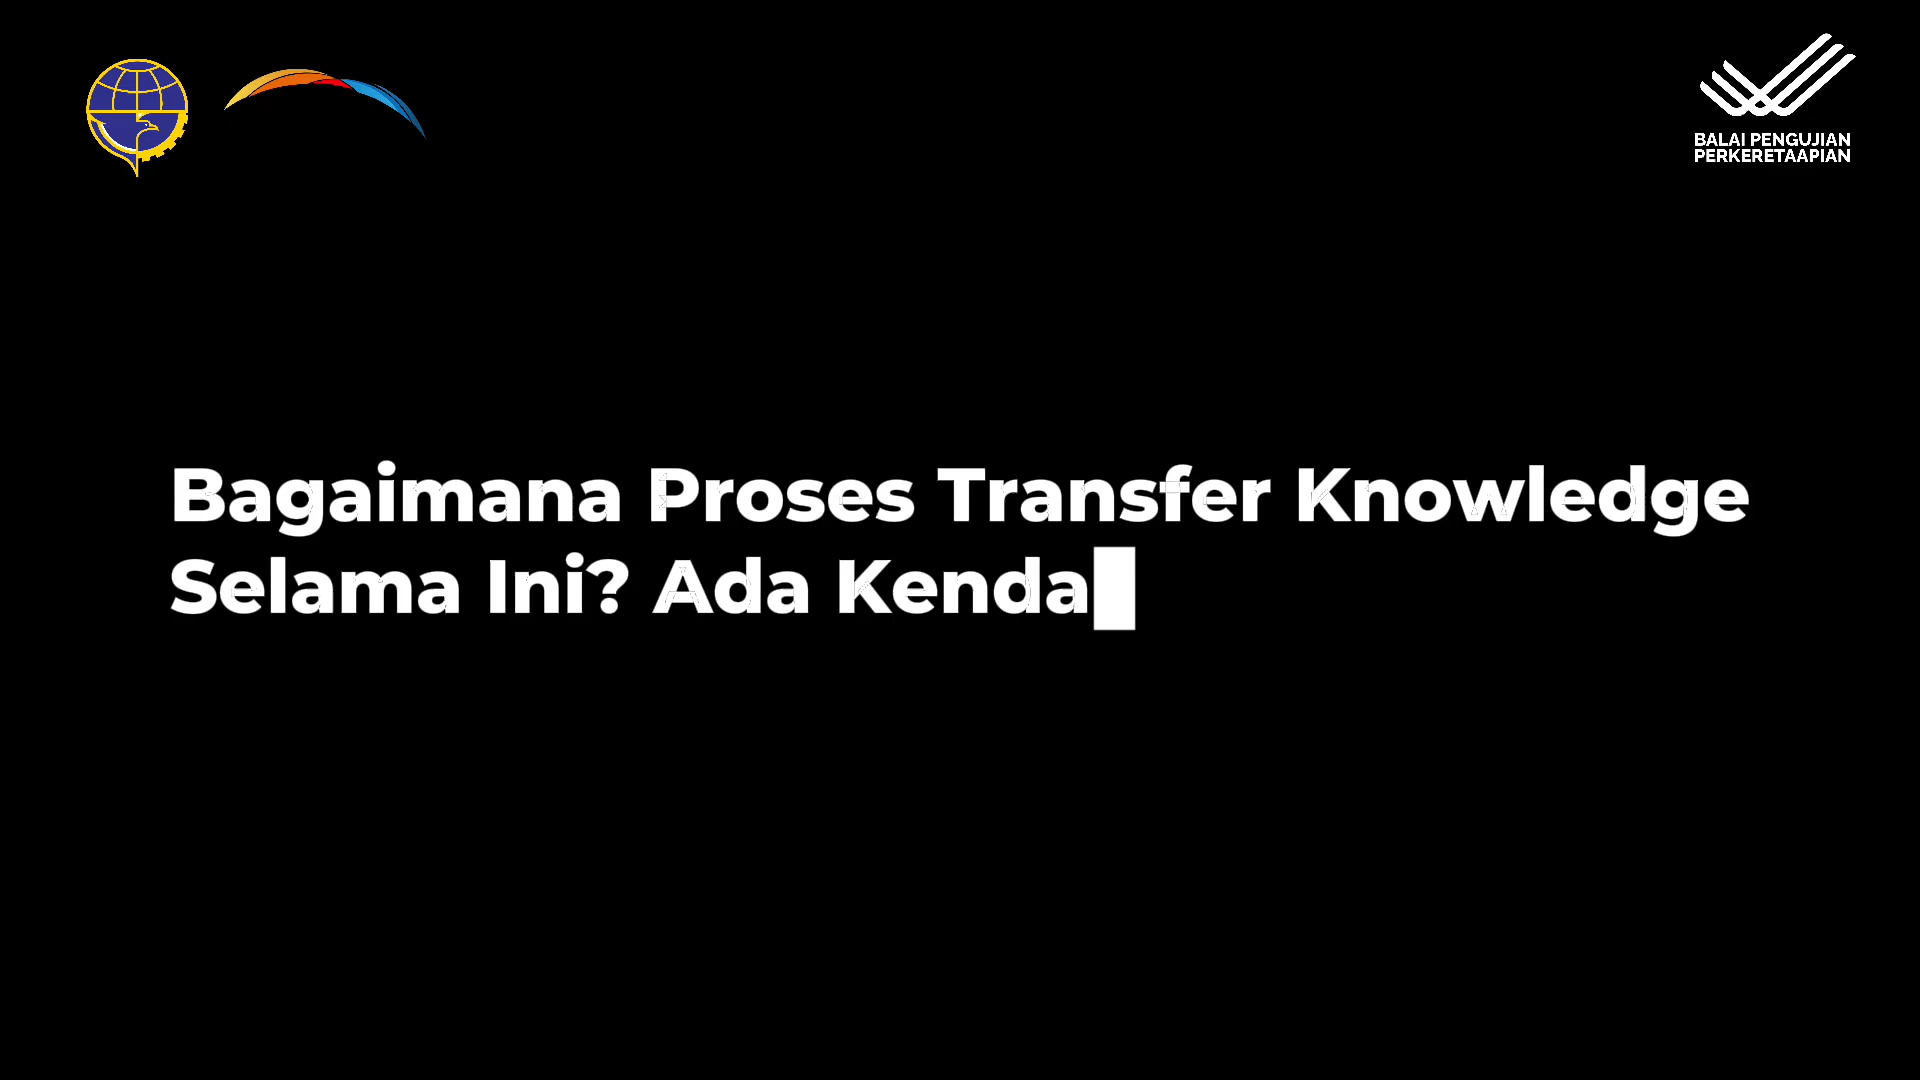 BALAI PENGUJIAN
PERKERETAAPIAN
Bagaimana Proses Transfer Knowledge
Selama Ini? Ada Kenda